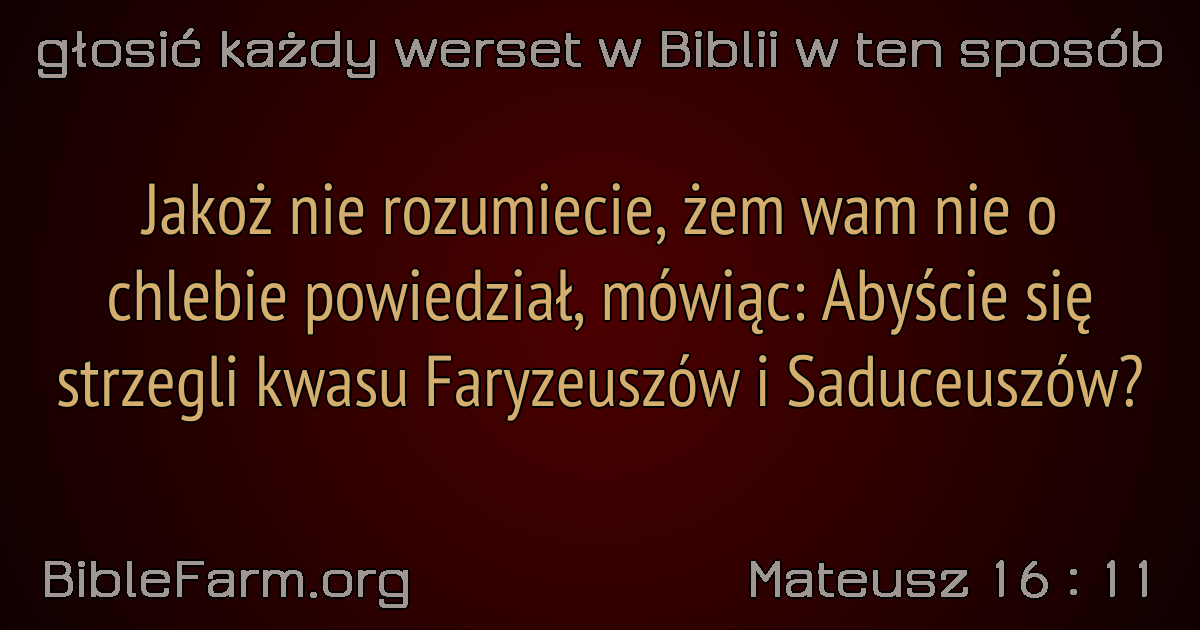 głosić każdy werset w Biblii w ten sposób
Jakoż nie rozumiecie, żem wam nie o
chlebie powiedział, mówiąc: Abyście się
strzegli kwasu Faryzeuszów i Saduceuszów?
BibleFarm.org
Mateusz 16 : 11